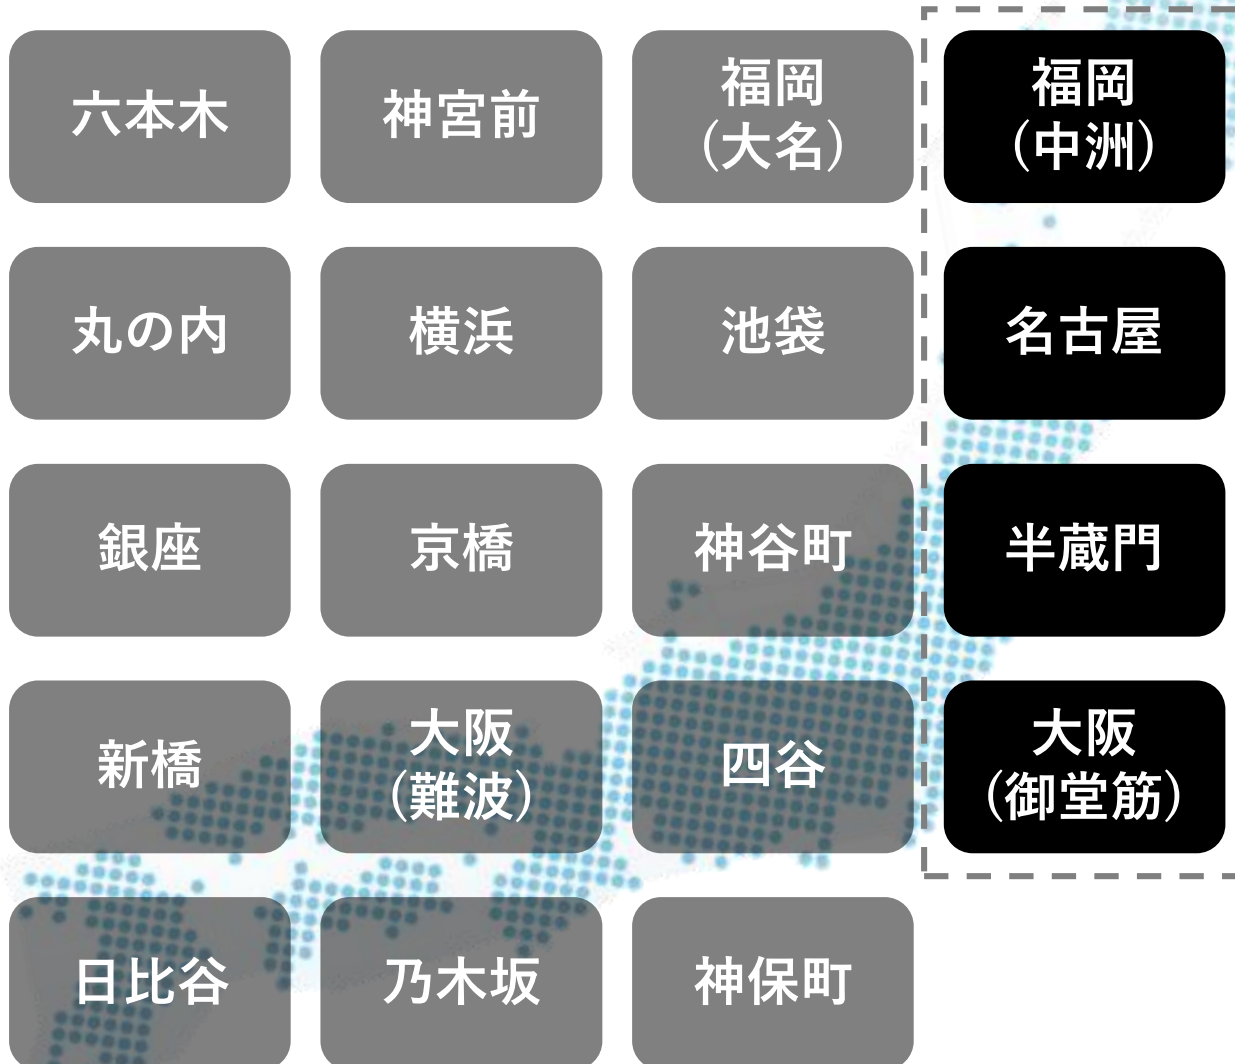 六本木
神宮前
福岡
（大名）
福岡
（中洲）
丸の内
横浜
池袋
名古屋
銀座
京橋
神谷町
半蔵門
新橋
大阪
（難波）
四谷
大阪
（御堂筋）
日比谷
乃木坂
神保町